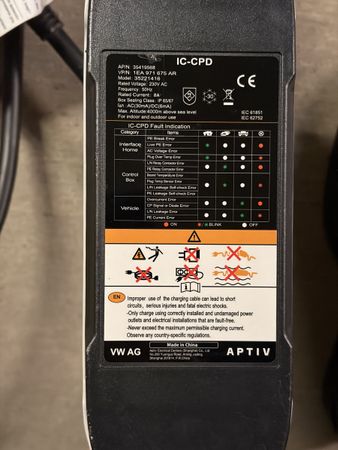 IC-CPD
AP/N: 35419568
VP/N: 1EA 971 675 AR
Model: 35221416
Rated Voltage: 230V AC
Frequency: 50Hz
Rated Current: 8A
Box Sealing Class: IP 65/67
I∆n: AC(30mA)/DC(6mA)
Max. Altitude:4000m above sea level
For indoor and outdoor use
CE
-30
IEC 61851
IEC 62752
IC-CPD Fault Indication
Category Items
Interface, Home
PE Break Error
Live PE Error
AC Voltage Error
Plug Over Temp Error
Control Box
L/N Relay Contactor Error
PE Relay Contactor Error
Board Temperature Error
Plug Temp Sensor Error
L/N Leakage Self-check Error
PE Leakage Self-check Error
Vehicle
Overcurrent Error
CP Signal or Diode Error
L/N Leakage Error
PE Current Error
ON BLINK OFF
EN
Improper use of the charging cable can lead to short
circuits, serious injuries and fatal electric shocks.
-Only charge using correctly installed and undamaged power
outlets and electrical installations that are fault-free.
-Never exceed the maximum permissible charging current.
Observe any country-specific regulations.
VW AG
Made in China
Shanghai
APTIV